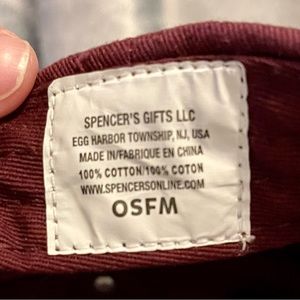 SPENCER'S GIFTS LLC
EGG HARBOR TOWNSHIP, NJ, USA
MADE IN/FABRIQUE EN CHINA
100% COTTON/100% COTON
WWW.SPENCERSONLINE.COM
OSFM